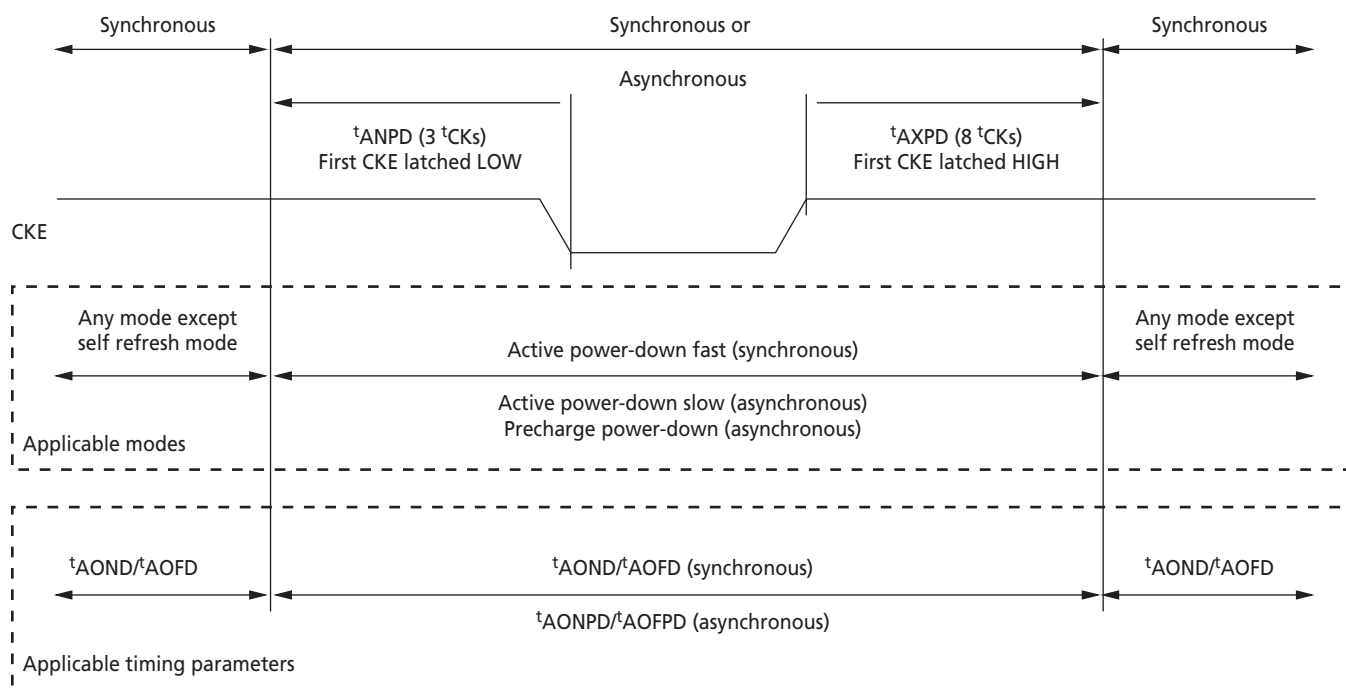 Synchronous
Synchronous or
Synchronous
Asynchronous
tANPD (3 tCKs)
First CKE latched LOW
tAXPD (8 tCKs)
First CKE latched HIGH
CKE
Any mode except
self refresh mode
Active power-down fast (synchronous)
Any mode except
self refresh mode
Active power-down slow (asynchronous)
Precharge power-down (asynchronous)
Applicable modes
tAOND/tAOFD
tAOND/tAOFD (synchronous)
tAOND/tAOFD
tAONPD/tAOFPD (asynchronous)
Applicable timing parameters